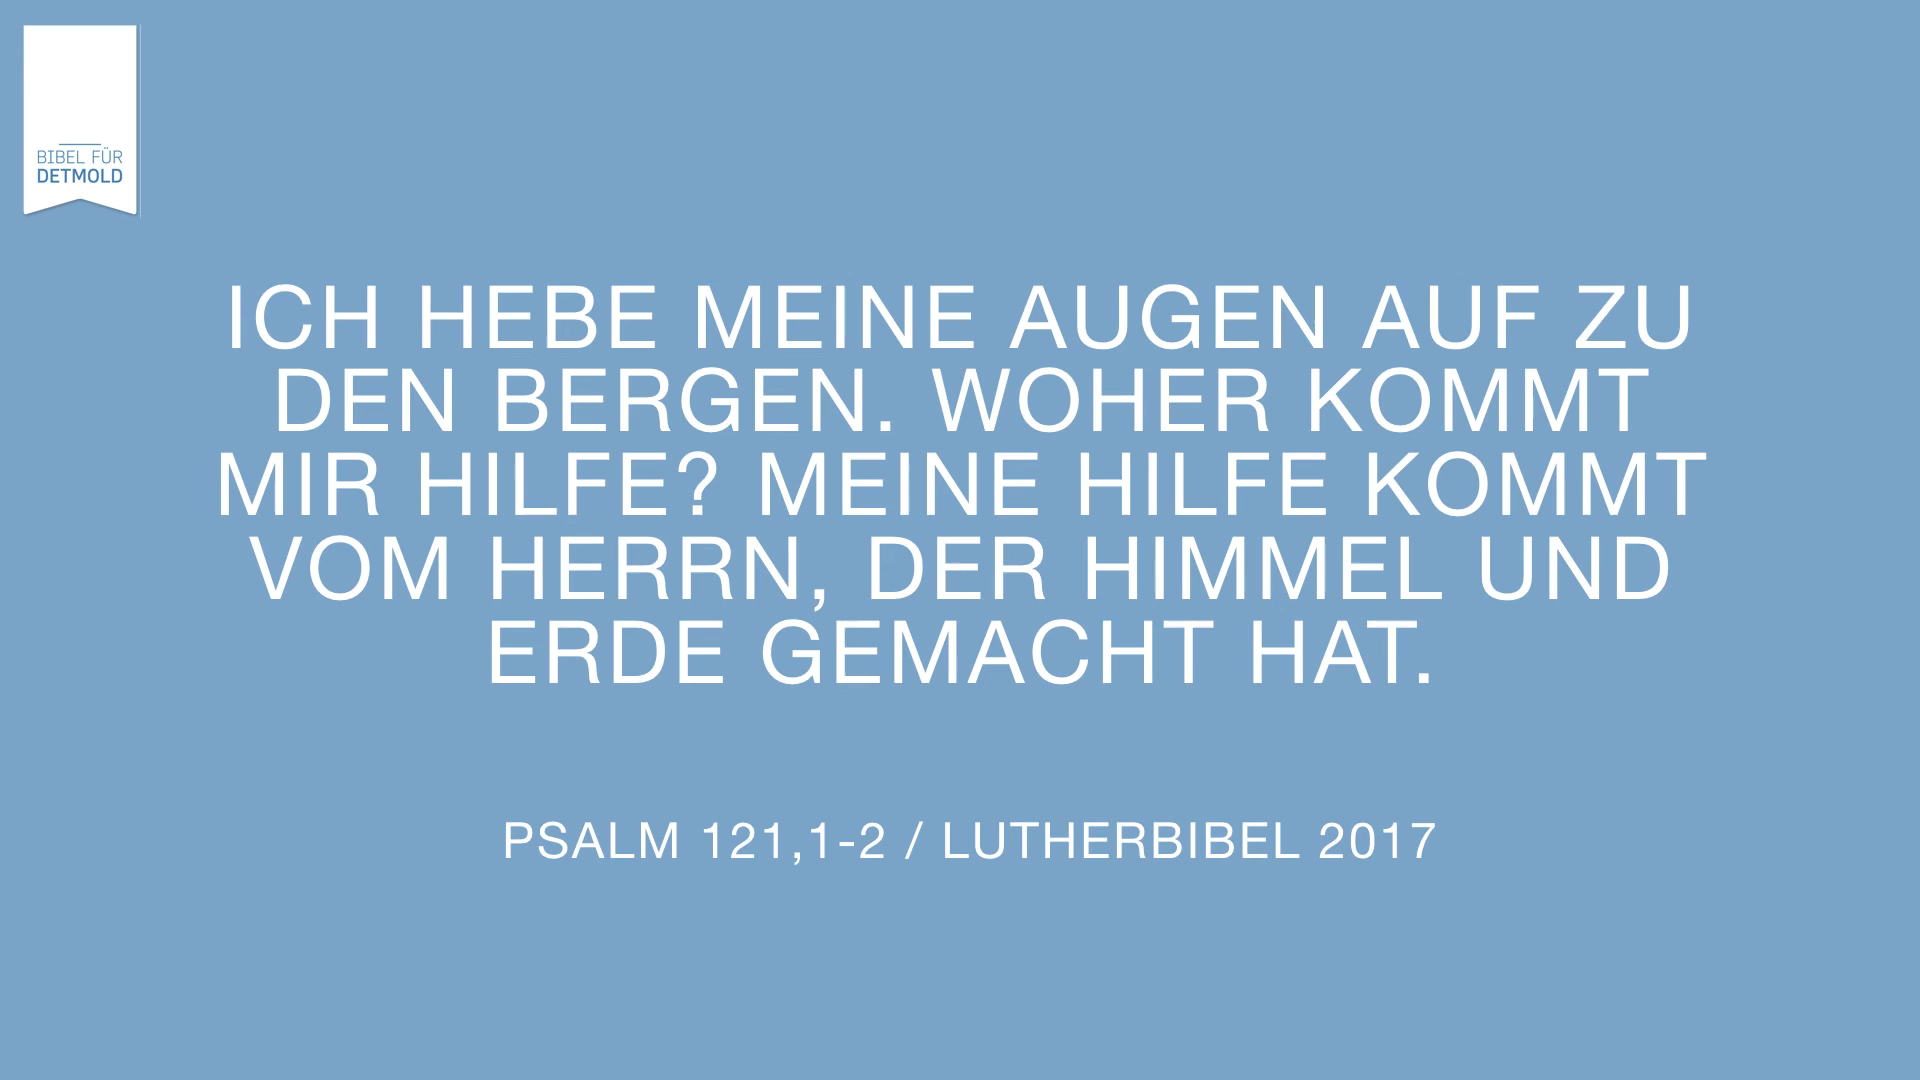 BIBEL FÜR
DETMOLD
ICH HEBE MEINE AUGEN AUF ZU
DEN BERGEN. WOHER KOMMT
MIR HILFE? MEINE HILFE KOMMT
VOM HERRN, DER HIMMEL UND
ERDE GEMACHT HAT.
PSALM 121,1-2 / LUTHERBIBEL 2017